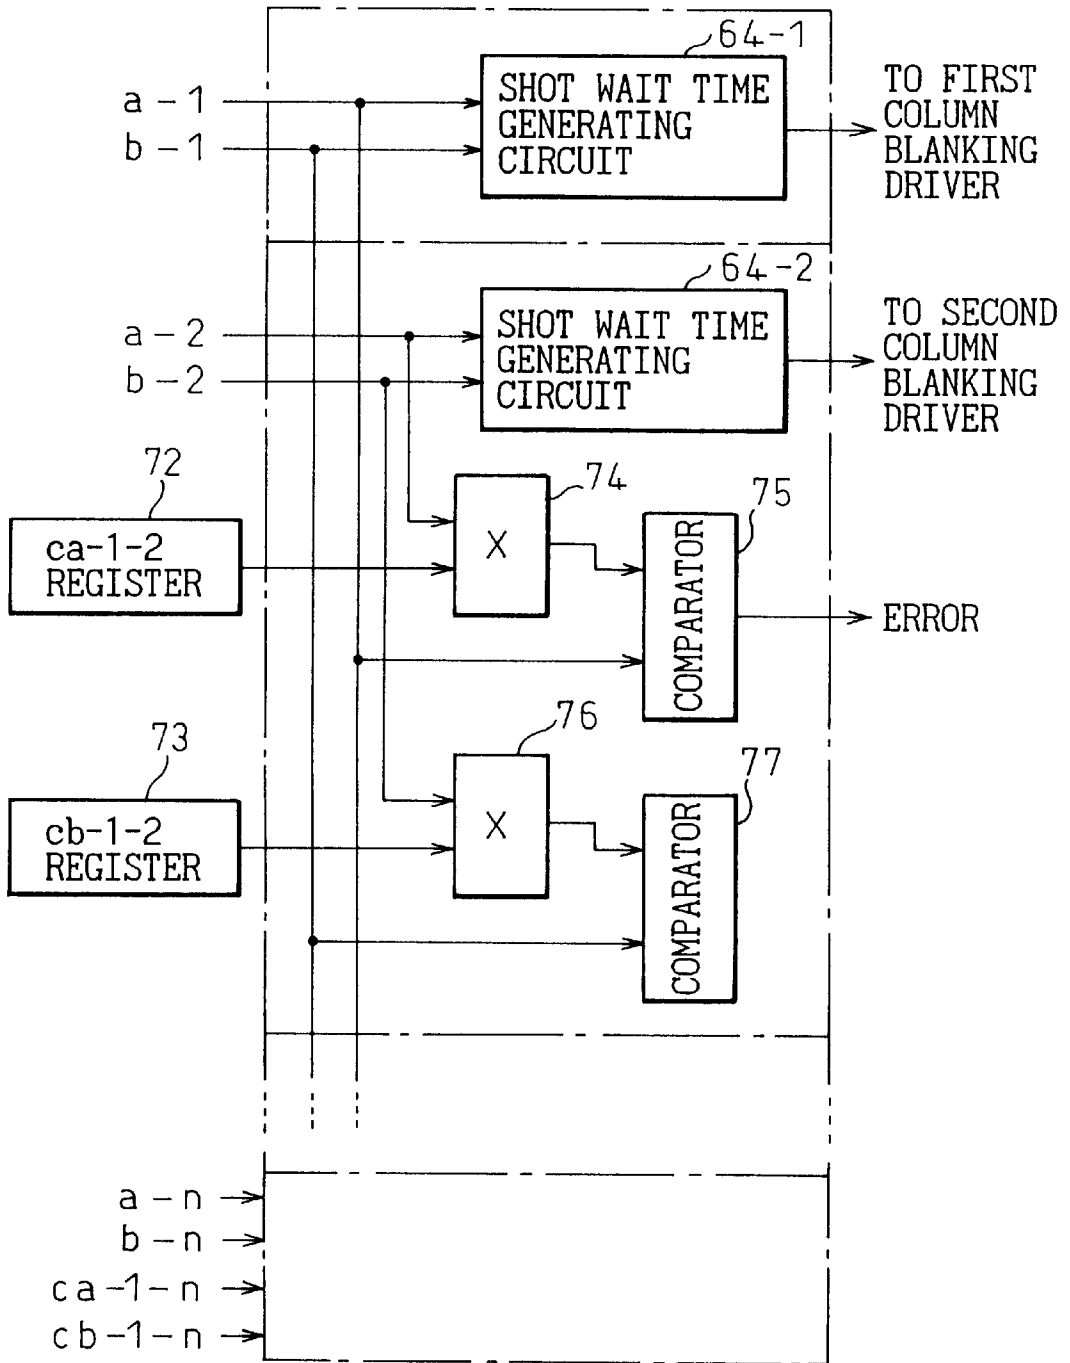 64-1
a-1
b-1
SHOT WAIT TIME
GENERATING
CIRCUIT
TO FIRST
COLUMN
BLANKING
DRIVER
64-2
a-2
b-2
SHOT WAIT TIME
GENERATING
CIRCUIT
TO SECOND
COLUMN
BLANKING
DRIVER
72
ca-1-2
REGISTER
74
X
75
COMPARATOR
ERROR
73
cb-1-2
REGISTER
76
X
77
COMPARATOR
a-n
b-n
ca-1-n
cb-1-n